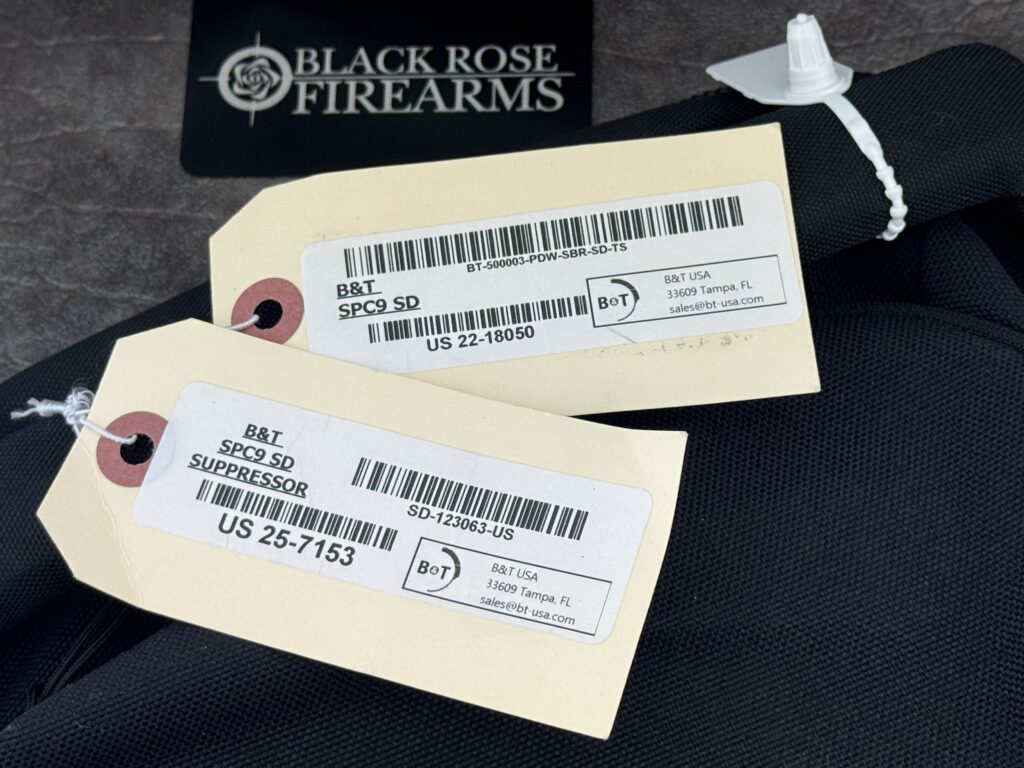 BLACK ROSE
FIREARMS
BT-500003-PDW-SBR-SD-TS
B&T
SPC9 SD
US 22-18050
B&T
B&T USA
33609 Tampa, FL
sales@bt-usa.com
B&T
SPC9 SD
SUPPRESSOR
US 25-7153
SD-123063-US
B&T
B&T USA
33609 Tampa, FL
sales@bt-usa.com